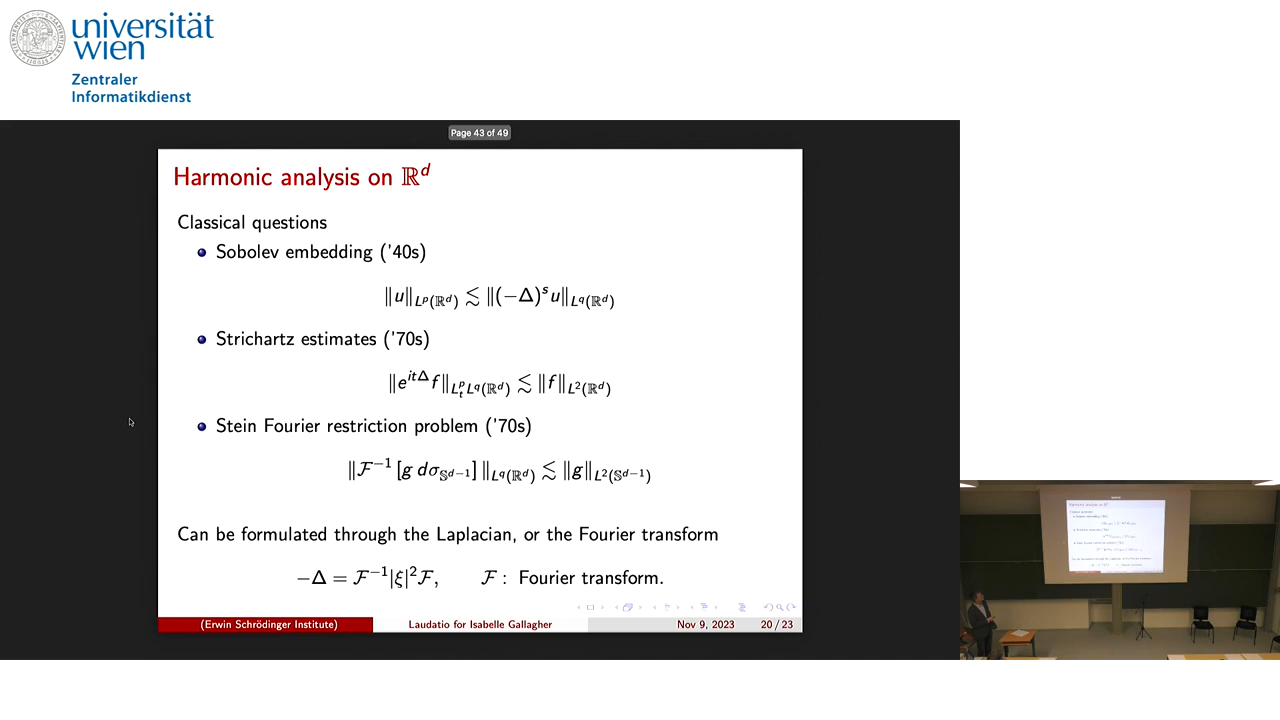 universität
wien
Zentraler
Informatikdienst
Page 43 of 49
Harmonic analysis on ℝᵈ
Classical questions
Sobolev embedding ('40s)
‖u‖_{L^p(ℝ^d)} ≲ ‖(−Δ)^s u‖_{L^q(ℝ^d)}
Strichartz estimates ('70s)
‖e^{itΔ} f‖_{L^p_t L^q(ℝ^d)} ≲ ‖f‖_{L^2(ℝ^d)}
Stein Fourier restriction problem ('70s)
‖ℱ^{−1} [g dσ_{𝕊^{d−1}}] ‖_{L^q(ℝ^d)} ≲ ‖g‖_{L^2(𝕊^{d−1})}
Can be formulated through the Laplacian, or the Fourier transform
−Δ = ℱ^{−1}|ξ|^2ℱ, ℱ : Fourier transform.
(Erwin Schrödinger Institute) Laudatio for Isabelle Gallagher Nov 9, 2023 20 / 23